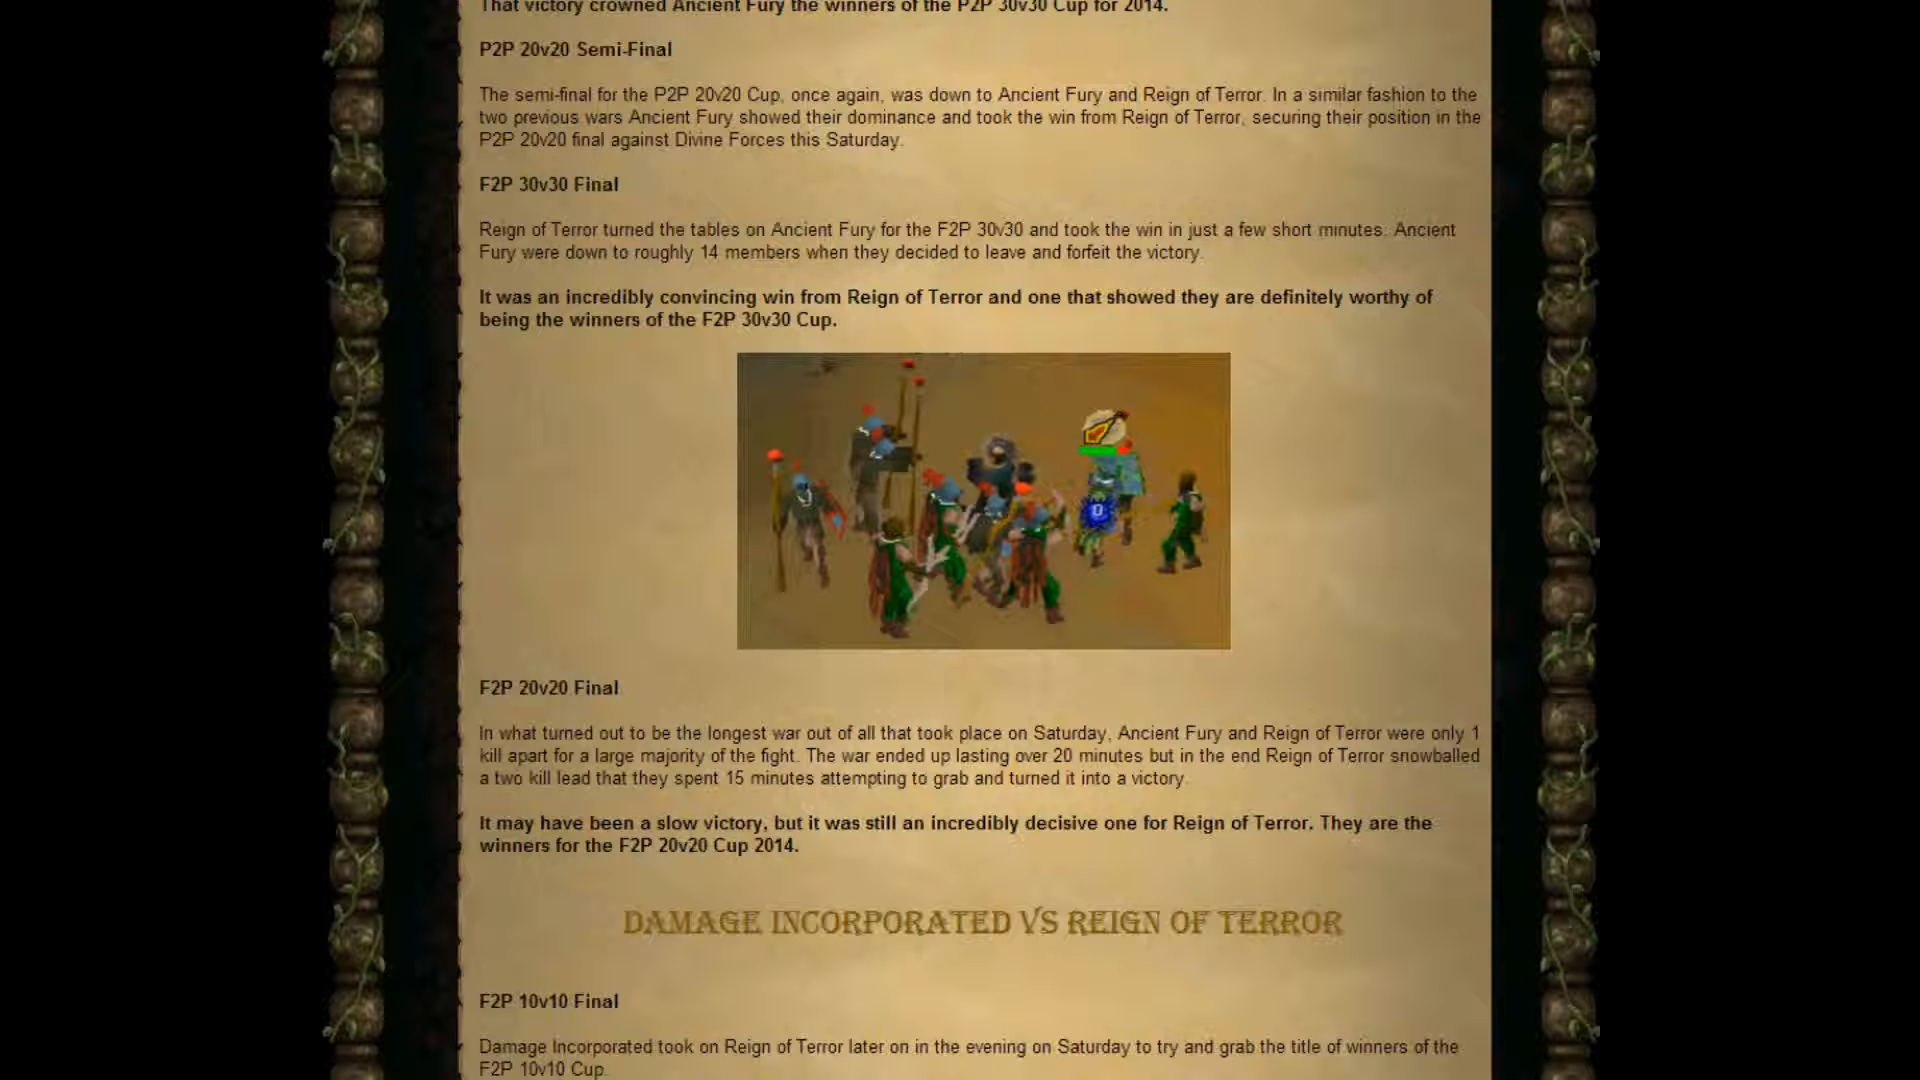 That victory crowned Ancient Fury the winners of the P2P 30v30 Cup for 2014.
P2P 20v20 Semi-Final
The semi-final for the P2P 20v20 Cup, once again, was down to Ancient Fury and Reign of Terror. In a similar fashion to the
two previous wars Ancient Fury showed their dominance and took the win from Reign of Terror, securing their position in the
P2P 20v20 final against Divine Forces this Saturday.
F2P 30v30 Final
Reign of Terror turned the tables on Ancient Fury for the F2P 30v30 and took the win in just a few short minutes. Ancient
Fury were down to roughly 14 members when they decided to leave and forfeit the victory.
It was an incredibly convincing win from Reign of Terror and one that showed they are definitely worthy of
being the winners of the F2P 30v30 Cup.
0
F2P 20v20 Final
In what turned out to be the longest war out of all that took place on Saturday, Ancient Fury and Reign of Terror were only 1
kill apart for a large majority of the fight. The war ended up lasting over 20 minutes but in the end Reign of Terror snowballed
a two kill lead that they spent 15 minutes attempting to grab and turned it into a victory.
It may have been a slow victory, but it was still an incredibly decisive one for Reign of Terror. They are the
winners for the F2P 20v20 Cup 2014.
DAMAGE INCORPORATED VS REIGN OF TERROR
F2P 10v10 Final
Damage Incorporated took on Reign of Terror later on in the evening on Saturday to try and grab the title of winners of the
F2P 10v10 Cup.